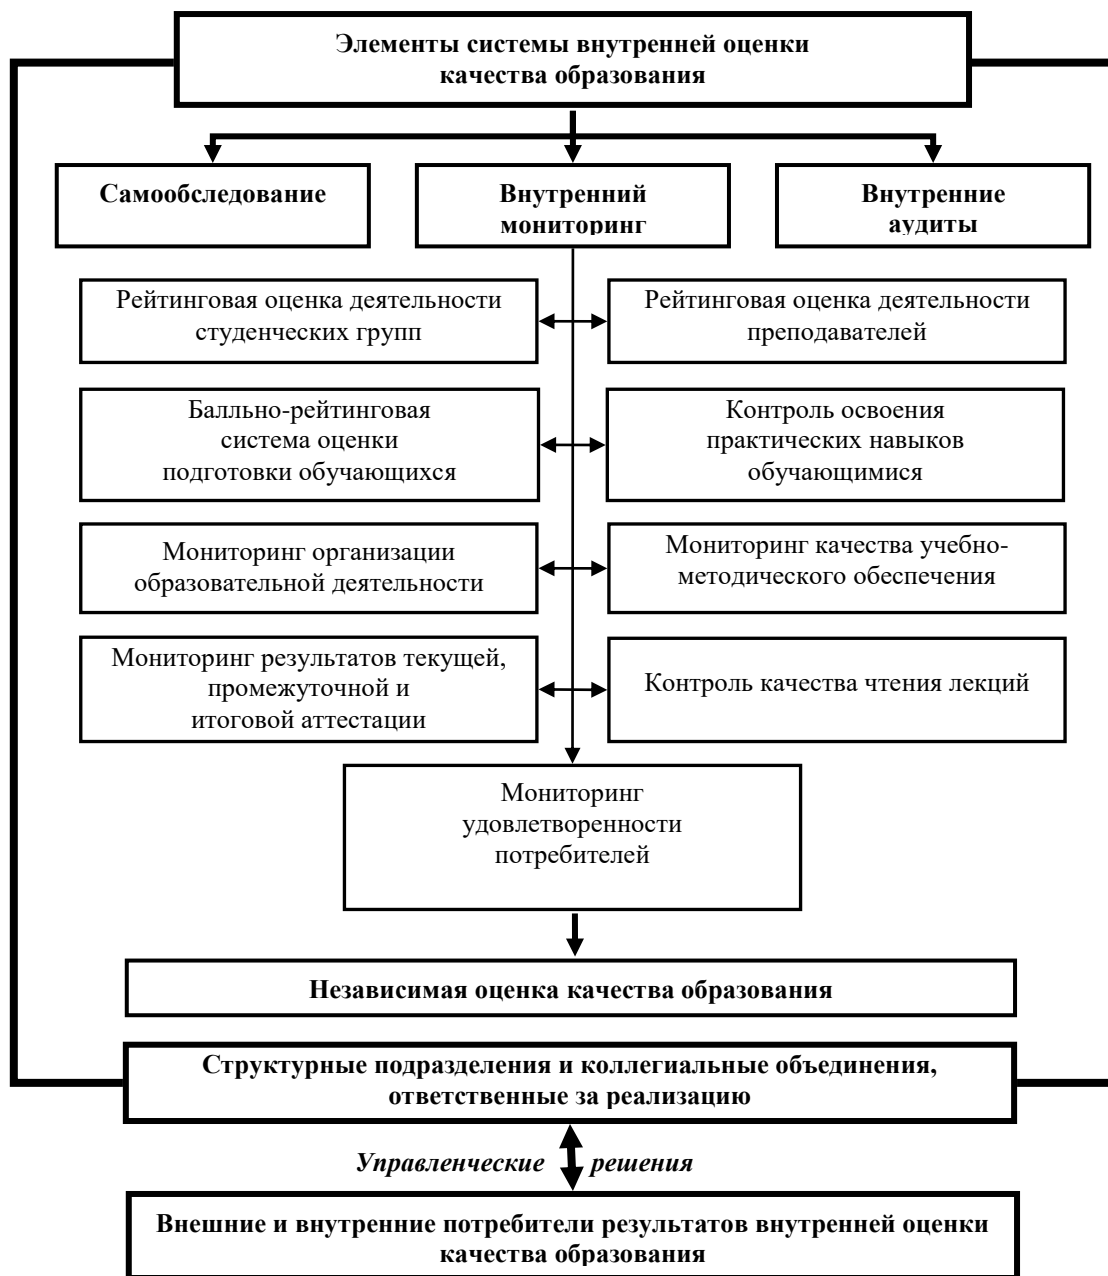 Элементы системы внутренней оценки
качества образования
Самообследование
Внутренний
мониторинг
Внутренние
аудиты
Рейтинговая оценка деятельности
студенческих групп
Рейтинговая оценка деятельности
преподавателей
Балльно-рейтинговая
система оценки
подготовки обучающихся
Контроль освоения
практических навыков
обучающимися
Мониторинг организации
образовательной деятельности
Мониторинг качества учебно-
методического обеспечения
Мониторинг результатов текущей,
промежуточной и
итоговой аттестации
Контроль качества чтения лекций
Мониторинг
удовлетворенности
потребителей
Независимая оценка качества образования
Структурные подразделения и коллегиальные объединения,
ответственные за реализацию
Управленческие решения
Внешние и внутренние потребители результатов внутренней оценки
качества образования